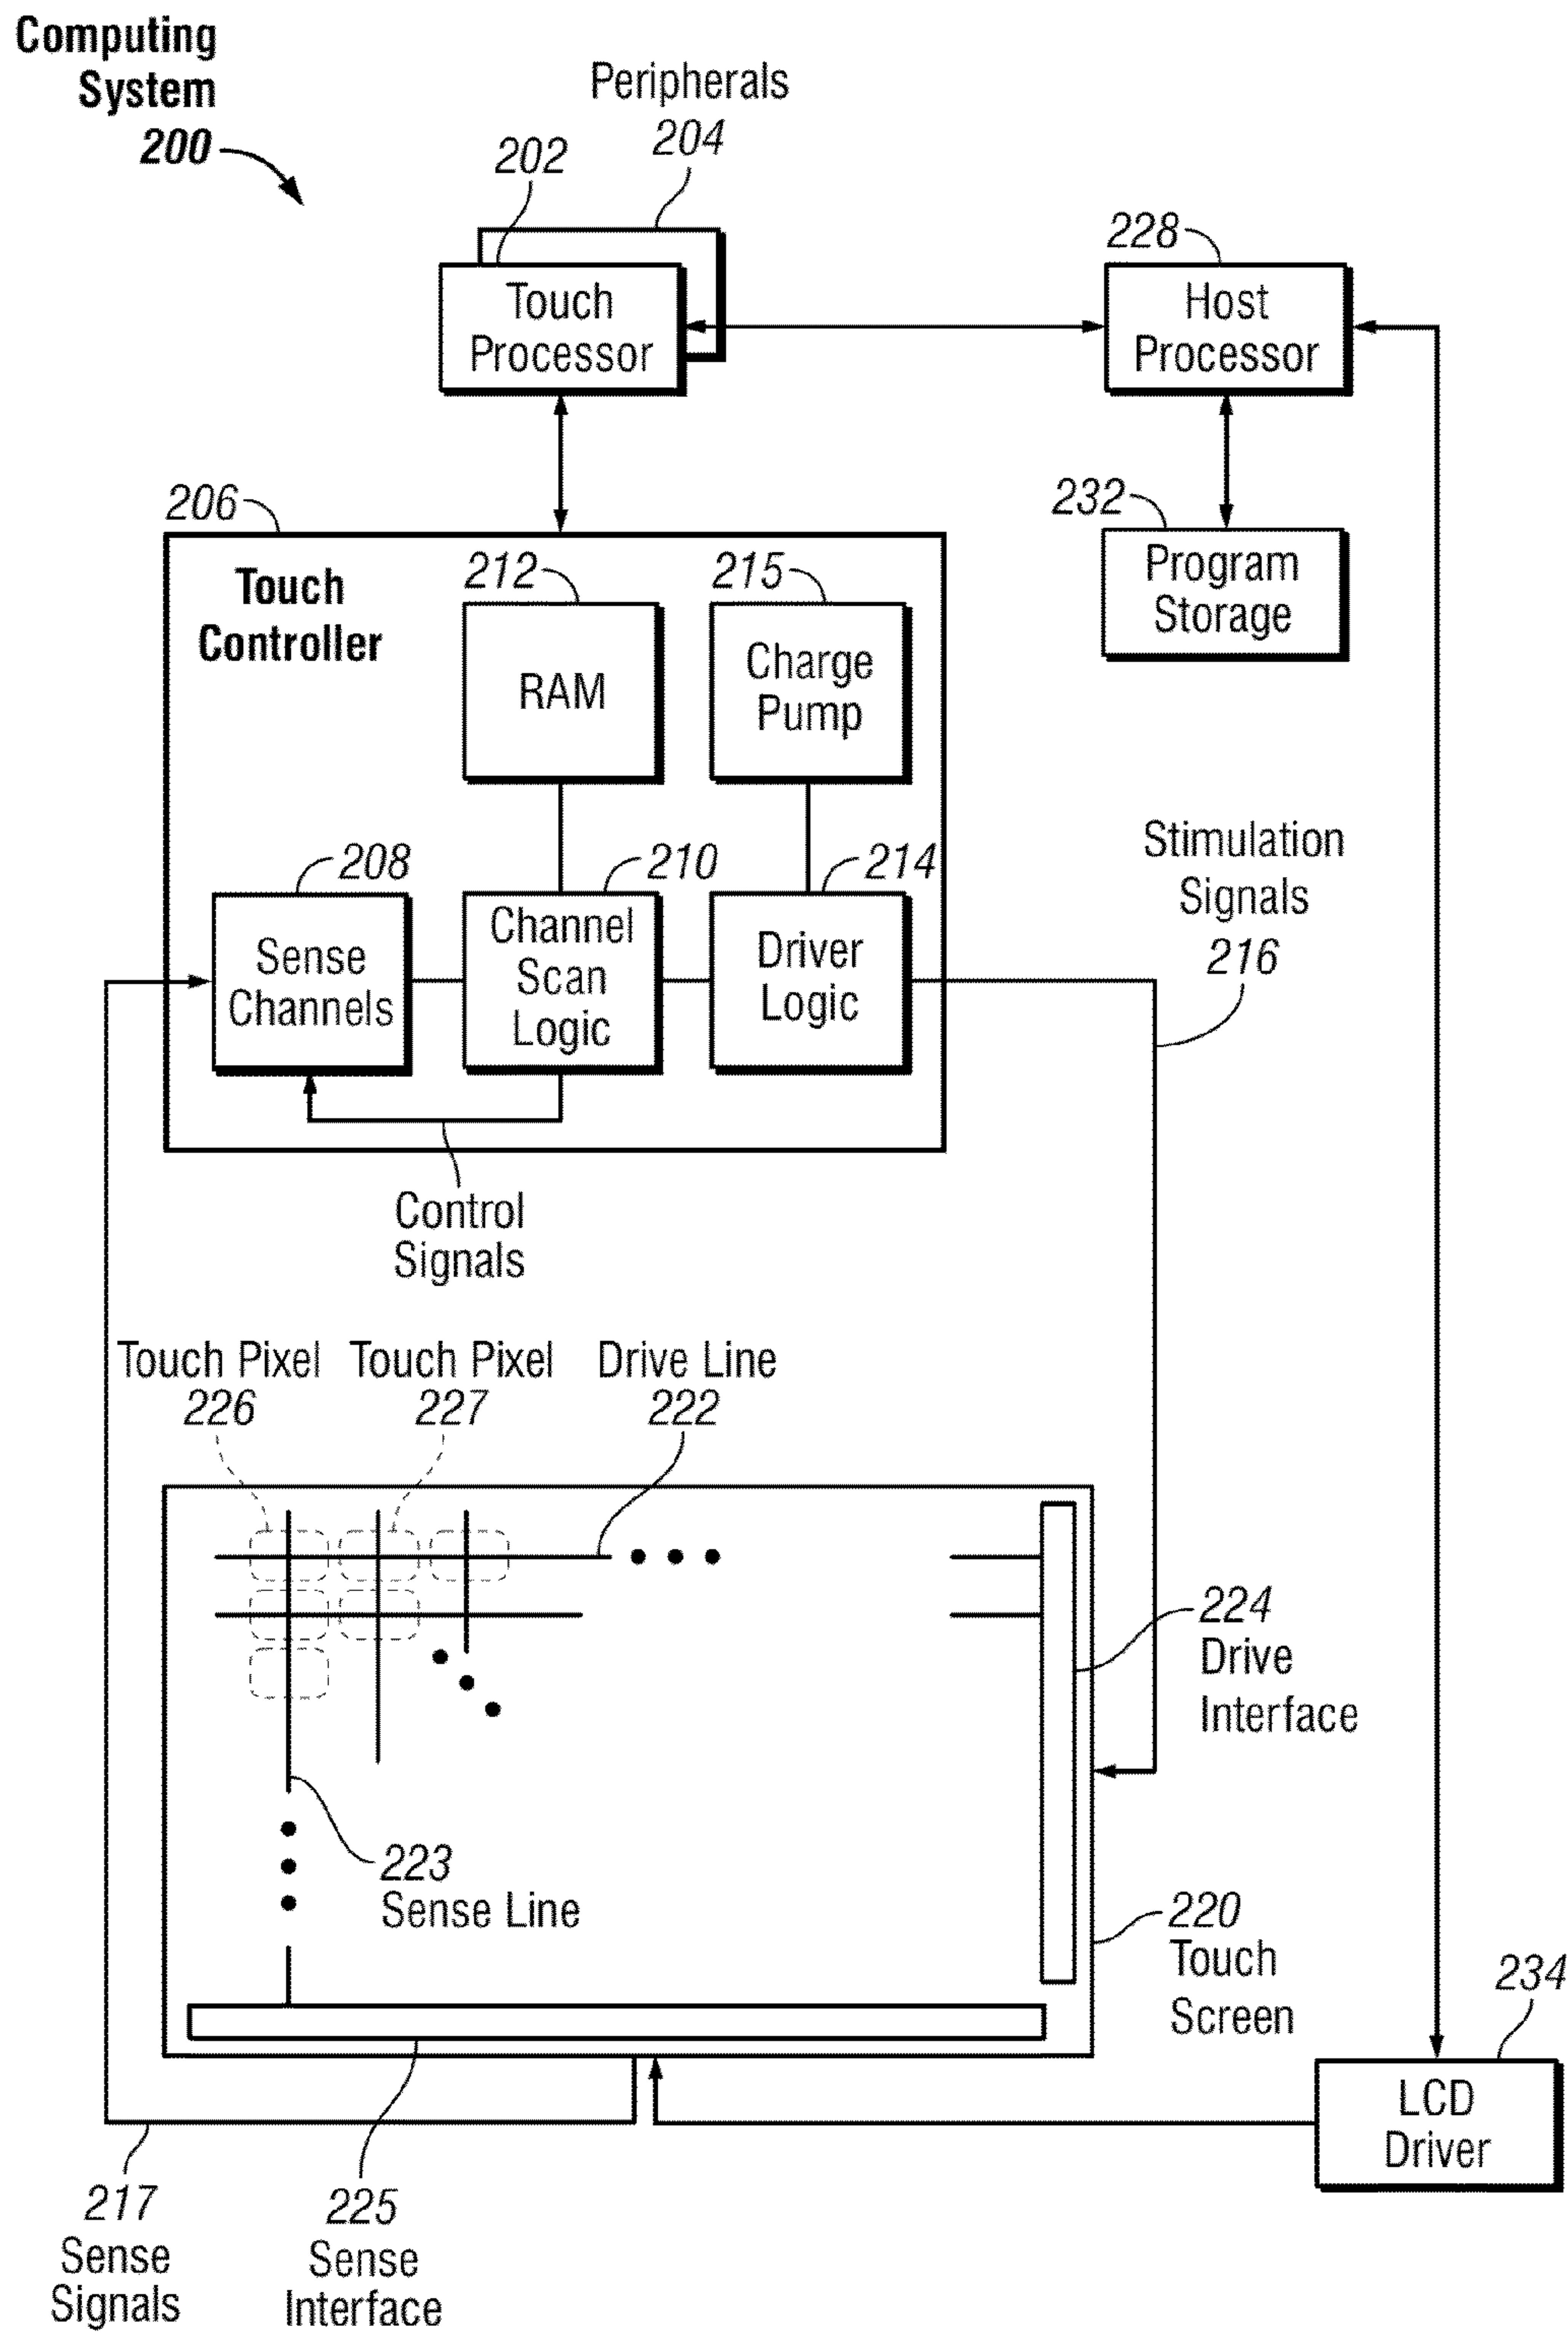 Computing
System
200
Peripherals
204
202
228
Touch
Processor
Host
Processor
206
232
Program
Storage
Touch
Controller
212
215
RAM
Charge
Pump
208
210
214
Sense
Channels
Channel
Scan
Logic
Driver
Logic
Stimulation
Signals
216
Control
Signals
Touch Pixel
226
Touch Pixel
227
Drive Line
222
224
Drive
Interface
223
Sense Line
220
Touch
Screen
234
LCD
Driver
217
Sense
Signals
225
Sense
Interface